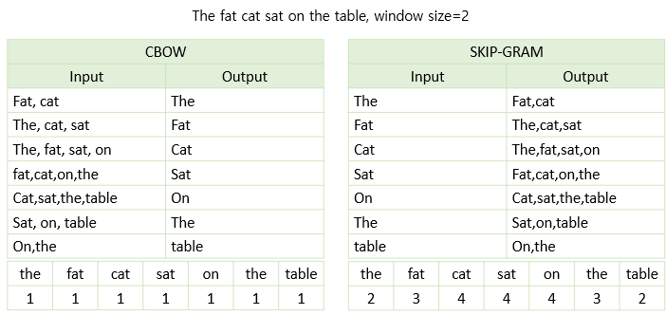 The fat cat sat on the table, window size=2
CBOW
Input Output
Fat, cat The
The, cat, sat Fat
The, fat, sat, on Cat
fat,cat,on,the Sat
Cat,sat,the,table On
Sat, on, table The
On,the table
the fat cat sat on the table
1 1 1 1 1 1 1
SKIP-GRAM
Input Output
The Fat,cat
Fat The,cat,sat
Cat The,fat,sat,on
Sat Fat,cat,on,the
On Cat,sat,the,table
The Sat,on,table
table On,the
the fat cat sat on the table
2 3 4 4 4 3 2